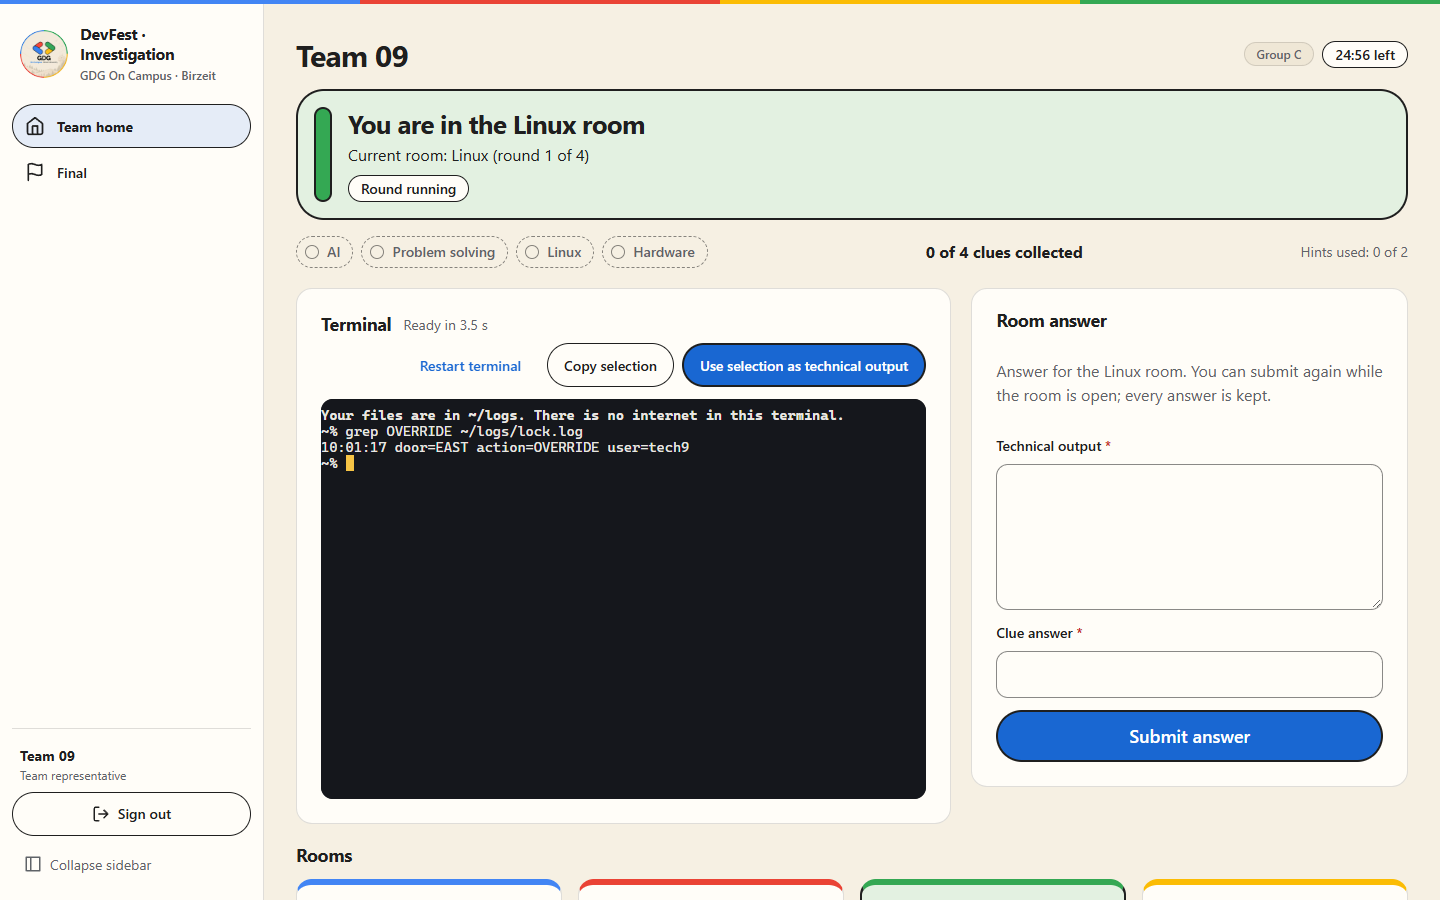 DevFest ·
Investigation
GDG On Campus · Birzeit
Team home
Final
Team 09
Team representative
Sign out
Collapse sidebar
Team 09
Group C
24:56 left
You are in the Linux room
Current room: Linux (round 1 of 4)
Round running
AI
Problem solving
Linux
Hardware
0 of 4 clues collected
Hints used: 0 of 2
Terminal
Ready in 3.5 s
Restart terminal
Copy selection
Use selection as technical output
Your files are in ~/logs. There is no internet in this terminal.
~% grep OVERRIDE ~/logs/lock.log
10:01:17 door=EAST action=OVERRIDE user=tech9
~%
Room answer
Answer for the Linux room. You can submit again while
the room is open; every answer is kept.
Technical output *
Clue answer *
Submit answer
Rooms